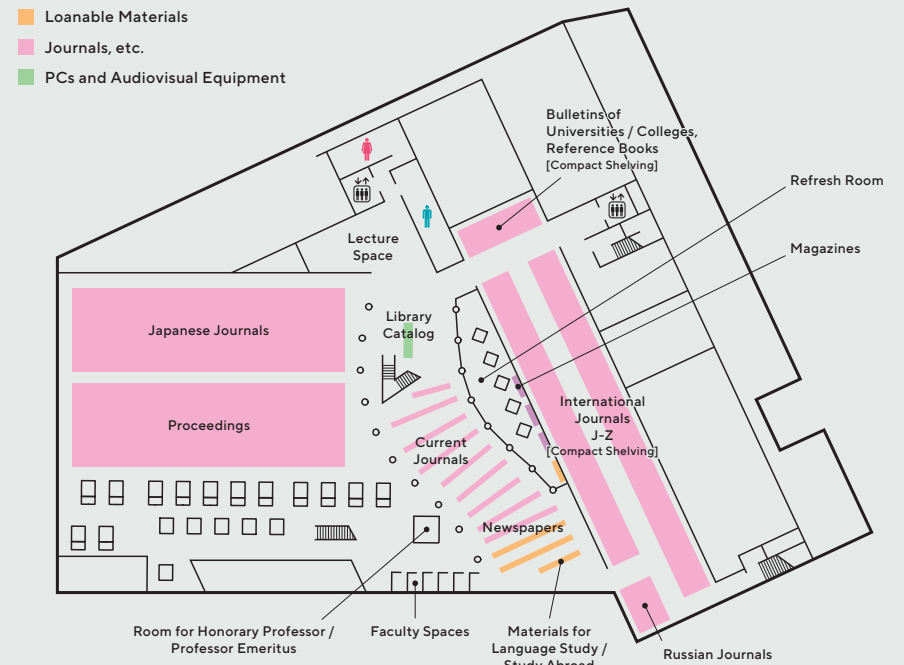 Loanable Materials
Journals, etc.
PCs and Audiovisual Equipment
Bulletins of
Universities / Colleges,
Reference Books
[Compact Shelving]
Refresh Room
Magazines
Lecture
Space
Library
Catalog
Japanese Journals
Proceedings
International
Journals
J-Z
[Compact Shelving]
Current
Journals
Newspapers
Room for Honorary Professor /
Professor Emeritus
Faculty Spaces
Materials for
Language Study /
Study Abroad
Russian Journals